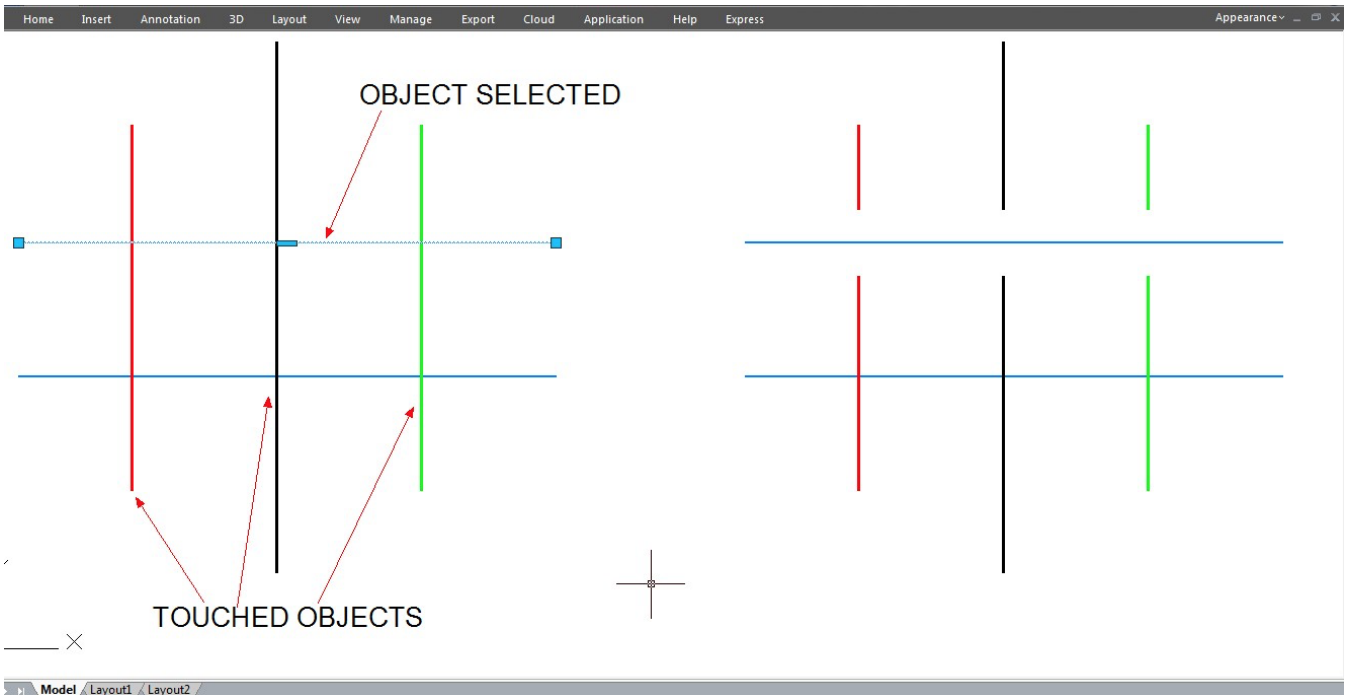 Home Insert Annotation 3D Layout View Manage Export Cloud Application Help Express Appearance
OBJECT SELECTED
TOUCHED OBJECTS
Model Layout1 Layout2